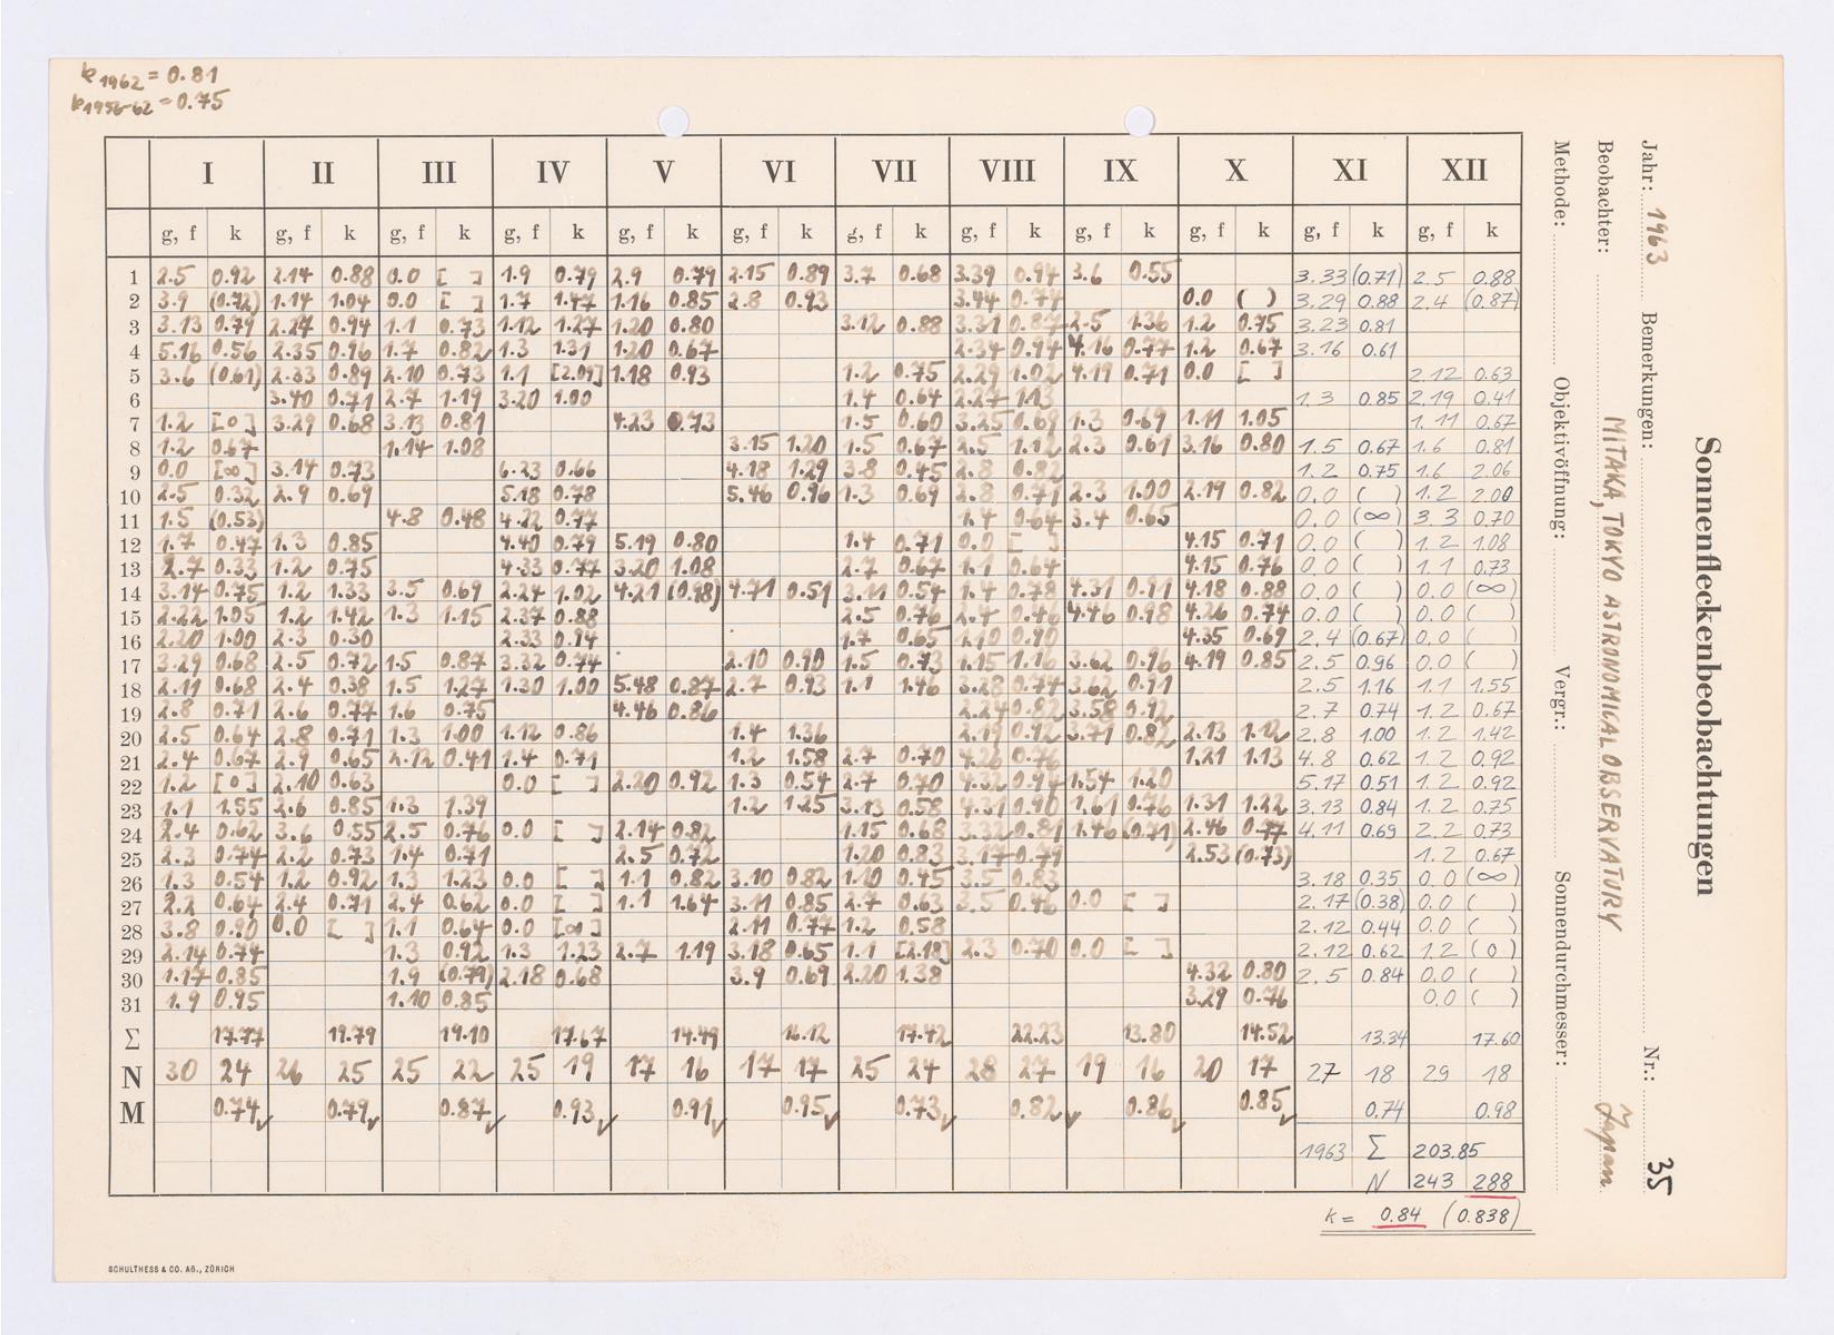 k1962 = 0.81
k1956-62 = 0.75
Sonnenfleckenbeobachtungen
Jahr: 1963 Bemerkungen: Nr.: 35
Beobachter: MITAKA, TOKYO ASTRONOMICAL OBSERVATORY Japan
Methode: Objektivöffnung: Vergr.: Sonnendurchmesser:
I II III IV V VI VII VIII IX X XI XII
g, f k g, f k g, f k g, f k g, f k g, f k g, f k g, f k g, f k g, f k g, f k g, f k
1 2.5 0.92 2.14 0.88 0.0 [ ] 1.9 0.79 2.9 0.79 2.15 0.89 3.7 0.68 3.39 0.94 3.6 0.55 3.33 (0.71) 2.5 0.88
2 3.9 (0.72) 1.14 1.04 0.0 [ ] 1.7 1.47 1.16 0.85 2.8 0.93 3.44 0.74 0.0 ( ) 3.29 0.88 2.4 (0.87)
3 3.13 0.79 2.27 0.94 1.1 0.73 1.12 1.27 1.20 0.80 3.12 0.88 3.31 0.87 2.5 1.36 1.2 0.75 3.23 0.81
4 5.16 0.56 2.35 0.96 1.7 0.82 1.3 1.31 1.20 0.67 2.34 0.94 4.16 0.77 1.2 0.67 3.16 0.61
5 3.6 (0.61) 2.33 0.89 2.10 0.73 1.1 [2.09] 1.18 0.93 1.2 0.75 2.29 1.02 4.19 0.71 0.0 [ ] 2.12 0.63
6 3.40 0.71 2.7 1.19 3.20 1.00 1.4 0.64 2.27 1.13 1.3 0.85 2.19 0.41
7 1.2 [0] 3.29 0.68 3.13 0.81 4.23 0.73 1.5 0.60 3.25 0.69 1.3 0.69 1.11 1.05 1.11 0.67
8 1.2 0.67 1.14 1.08 3.15 1.20 1.5 0.67 2.5 1.12 2.3 0.61 3.16 0.80 1.5 0.67 1.6 0.81
9 0.0 [∞] 3.14 0.73 6.23 0.66 4.18 1.29 3.8 0.45 2.8 0.82 1.2 0.75 1.6 2.06
10 2.5 0.32 2.9 0.69 5.18 0.78 5.46 0.96 1.3 0.69 2.8 0.71 2.3 1.00 2.19 0.82 0.0 ( ) 1.2 2.00
11 1.5 (0.53) 4.8 0.48 4.22 0.77 1.4 0.64 3.4 0.65 0.0 (∞) 3.3 0.70
12 1.7 0.47 1.3 0.85 4.40 0.79 5.19 0.80 1.4 0.71 0.0 [ ] 4.15 0.71 0.0 ( ) 1.2 1.08
13 2.7 0.33 1.2 0.75 4.33 0.77 3.20 1.08 2.7 0.67 1.1 0.64 4.15 0.76 0.0 ( ) 1.1 0.73
14 3.14 0.75 1.2 1.33 3.5 0.69 2.24 1.02 4.21 (0.98) 4.71 0.51 3.11 0.54 1.4 0.78 4.31 0.91 4.18 0.88 0.0 ( ) 0.0 (∞)
15 2.22 1.05 1.2 1.42 1.3 1.15 2.37 0.88 2.5 0.76 2.4 0.46 4.46 0.98 4.26 0.74 0.0 ( ) 0.0 ( )
16 2.20 1.00 2.3 0.30 2.33 0.94 1.7 0.65 1.10 0.90 4.35 0.69 2.4 (0.67) 0.0 ( )
17 3.29 0.68 2.5 0.72 1.5 0.87 3.32 0.74 2.10 0.90 1.5 0.73 1.15 1.16 3.62 0.96 4.19 0.85 2.5 0.96 0.0 ( )
18 2.11 0.68 2.4 0.38 1.5 1.27 1.30 1.00 5.48 0.87 2.7 0.93 1.1 1.46 3.28 0.74 3.62 0.91 2.5 1.16 1.1 1.55
19 2.8 0.71 2.6 0.77 1.6 0.75 4.46 0.86 2.24 0.82 3.58 0.92 2.7 0.74 1.2 0.67
20 2.5 0.64 2.8 0.71 1.3 1.00 1.12 0.86 1.4 1.36 2.19 0.92 3.71 0.82 2.13 1.12 2.8 1.00 1.2 1.42
21 2.4 0.67 2.9 0.65 2.12 0.41 1.4 0.71 1.2 1.58 2.7 0.70 4.26 0.76 1.21 1.13 4.8 0.62 1.2 0.92
22 1.2 [0] 2.10 0.63 0.0 [ ] 2.20 0.92 1.3 0.54 2.7 0.70 4.32 0.94 1.54 1.20 5.17 0.51 1.2 0.92
23 1.1 1.55 2.6 0.85 1.3 1.39 1.2 1.25 3.13 0.58 4.31 0.90 1.61 0.76 1.31 1.22 3.13 0.84 1.2 0.75
24 2.4 0.62 3.6 0.55 2.5 0.76 0.0 [ ] 2.14 0.82 1.15 0.68 3.32 0.81 1.46 (0.71) 2.46 0.77 4.11 0.69 2.2 0.73
25 2.3 0.74 2.2 0.73 1.4 0.71 2.5 0.72 1.20 0.83 3.17 0.79 2.53 (0.73) 1.2 0.67
26 1.3 0.54 1.2 0.92 1.3 1.23 0.0 [ ] 1.1 0.82 3.10 0.82 1.10 0.45 3.5 0.83 3.18 0.35 0.0 (∞)
27 2.2 0.64 2.4 0.71 2.4 0.62 0.0 [ ] 1.1 1.64 3.11 0.85 2.7 0.63 3.5 0.46 0.0 [ ] 2.17 (0.38) 0.0 ( )
28 3.8 0.90 0.0 [ ] 1.1 0.64 0.0 [∞] 2.11 0.77 1.2 0.58 2.12 0.44 0.0 ( )
29 2.14 0.74 1.3 0.92 1.3 1.23 2.7 1.19 3.18 0.65 1.1 [2.18] 2.3 0.70 0.0 [ ] 2.12 0.62 1.2 (0)
30 1.17 0.85 1.9 (0.79) 2.18 0.68 3.9 0.69 2.20 1.38 4.32 0.80 2.5 0.84 0.0 ( )
31 1.9 0.95 1.10 0.85 3.29 0.76 0.0 ( )
Σ 17.77 19.79 19.10 17.67 14.49 16.12 17.42 22.23 13.80 14.52 13.34 17.60
N 30 24 26 25 25 22 25 19 17 16 17 17 25 24 28 27 19 16 20 17 27 18 29 18
M 0.74 0.79 0.87 0.93 0.91 0.95 0.73 0.82 0.86 0.85 0.74 0.98
1963 Σ 203.85
N 243 288
k = 0.84 (0.838)
SCHULTHESS & CO. AG., ZÜRICH